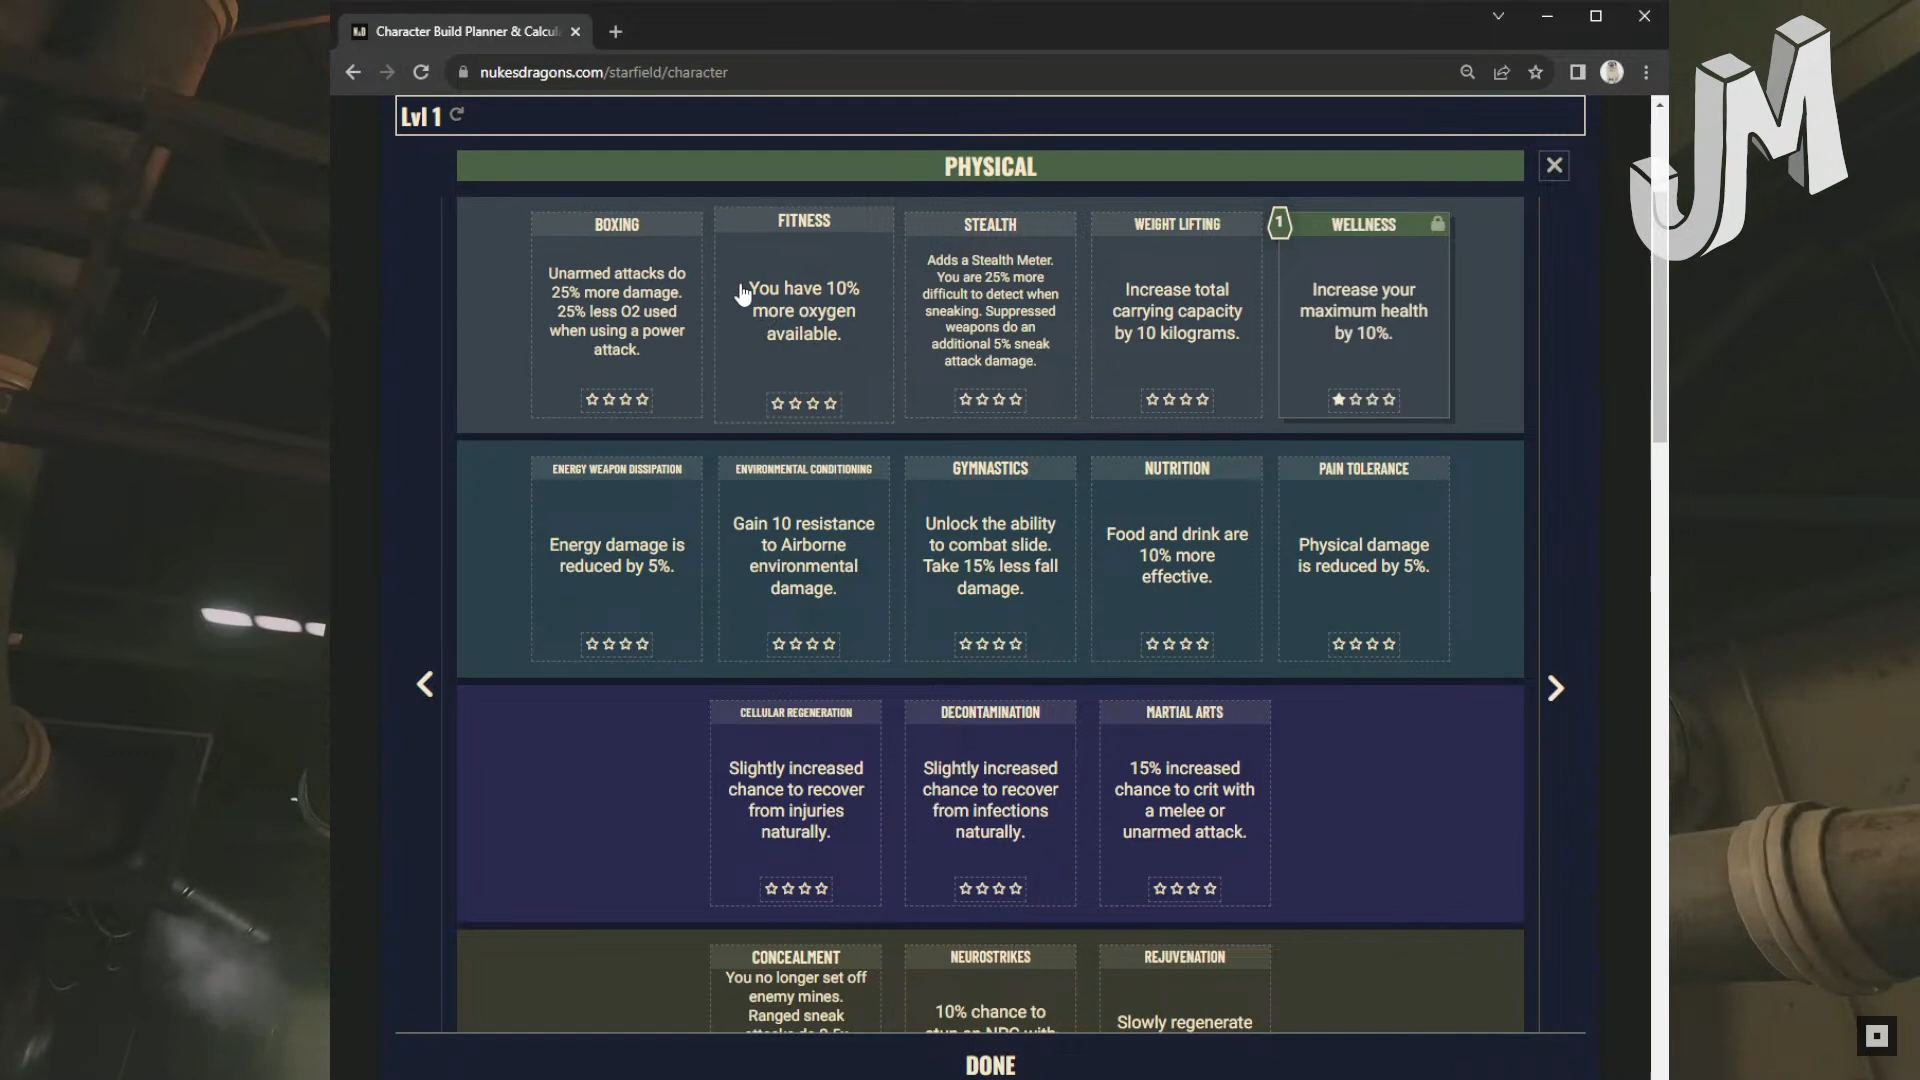 Character Build Planner & Calcul
nukesdragons.com/starfield/character
JM
Lvl 1
PHYSICAL
BOXING
Unarmed attacks do
25% more damage.
25% less O2 used
when using a power
attack.
FITNESS
You have 10%
more oxygen
available.
STEALTH
Adds a Stealth Meter.
You are 25% more
difficult to detect when
sneaking. Suppressed
weapons do an
additional 5% sneak
attack damage.
WEIGHT LIFTING
Increase total
carrying capacity
by 10 kilograms.
1
WELLNESS
Increase your
maximum health
by 10%.
ENERGY WEAPON DISSIPATION
Energy damage is
reduced by 5%.
ENVIRONMENTAL CONDITIONING
Gain 10 resistance
to Airborne
environmental
damage.
GYMNASTICS
Unlock the ability
to combat slide.
Take 15% less fall
damage.
NUTRITION
Food and drink are
10% more
effective.
PAIN TOLERANCE
Physical damage
is reduced by 5%.
CELLULAR REGENERATION
Slightly increased
chance to recover
from injuries
naturally.
DECONTAMINATION
Slightly increased
chance to recover
from infections
naturally.
MARTIAL ARTS
15% increased
chance to crit with
a melee or
unarmed attack.
CONCEALMENT
You no longer set off
enemy mines.
Ranged sneak
NEUROSTRIKES
10% chance to
REJUVENATION
Slowly regenerate
DONE